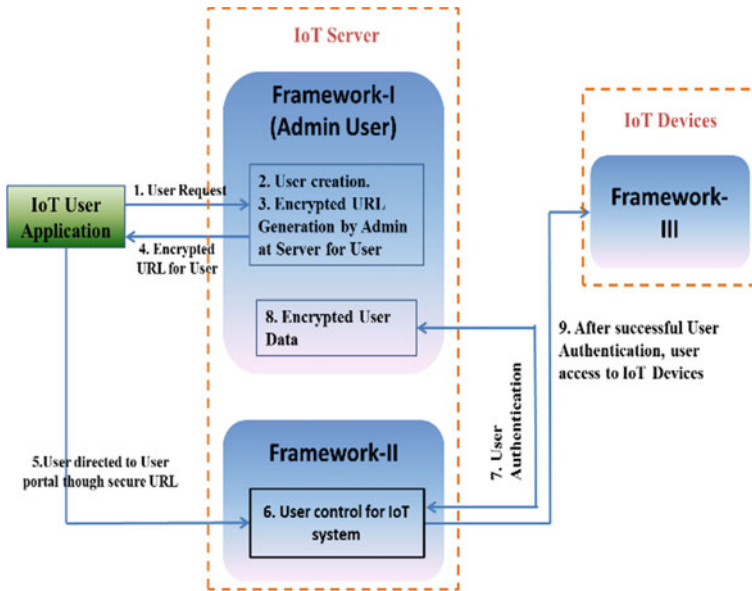 IoT Server
Framework-I
(Admin User)
IoT Devices
Framework-
III
IoT User
Application
1. User Request
2. User creation.
3. Encrypted URL
Generation by Admin
at Server for User
4. Encrypted
URL for User
8. Encrypted User
Data
9. After successful User
Authentication, user
access to IoT Devices
7. User
Authentication
5.User directed to User
portal though secure URL
Framework-II
6. User control for IoT
system